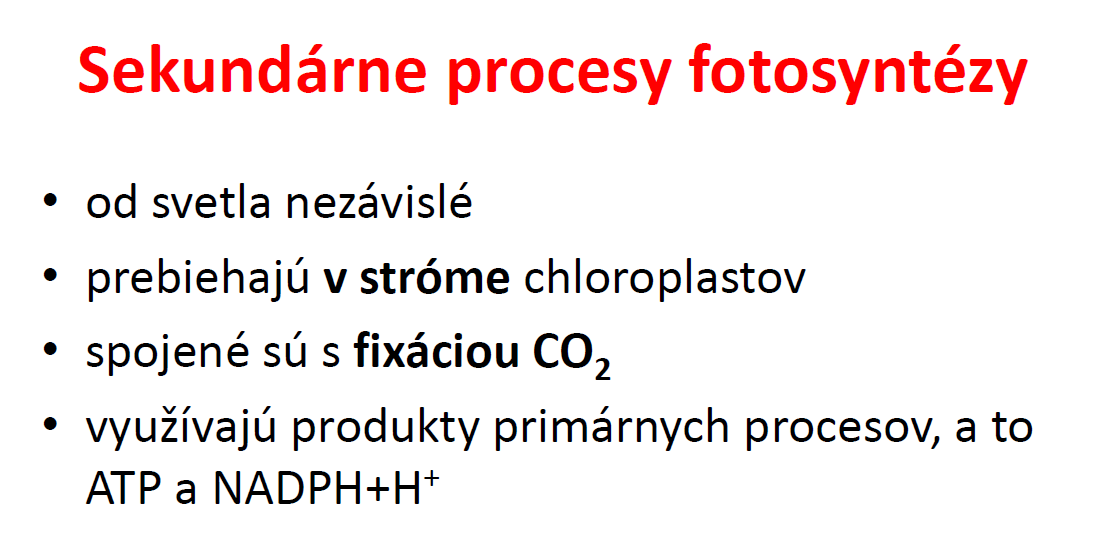 Sekundárne procesy fotosyntézy
• od svetla nezávislé
• prebiehajú v stróme chloroplastov
• spojené sú s fixáciou CO₂
• využívajú produkty primárnych procesov, a to
ATP a NADPH+H⁺